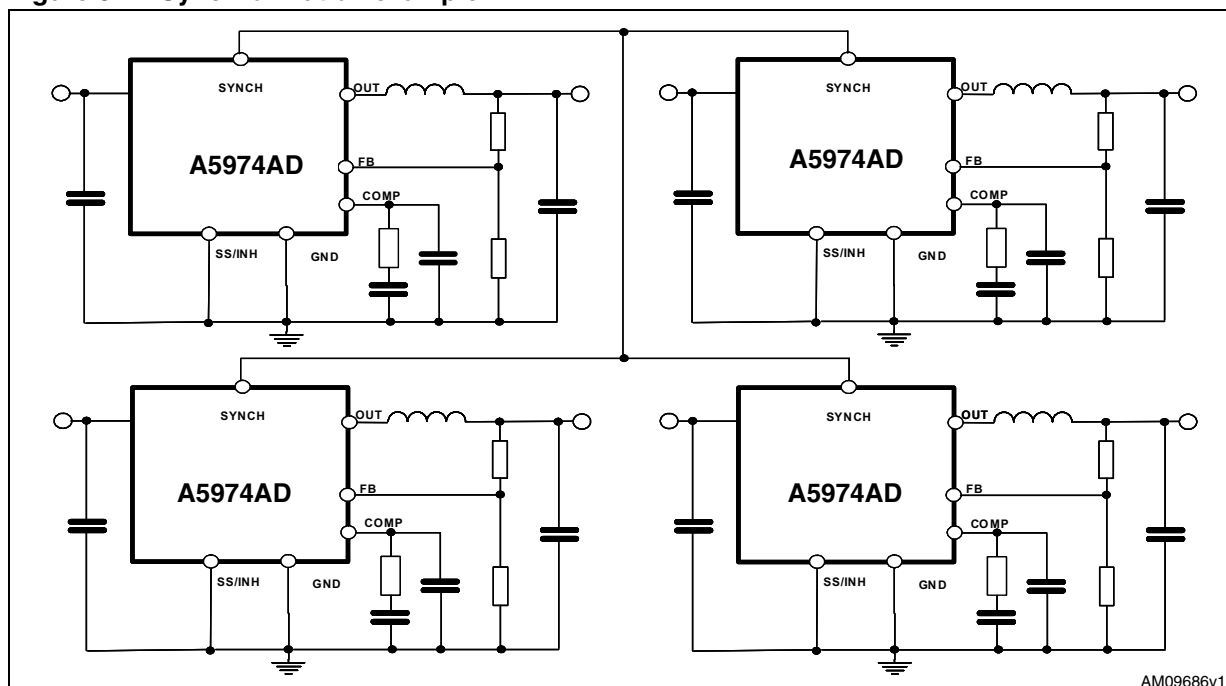 SYNCH
OUT
A5974AD
FB
COMP
SS/INH
GND
SYNCH
OUT
A5974AD
FB
COMP
SS/INH
GND
SYNCH
OUT
A5974AD
FB
COMP
SS/INH
GND
SYNCH
OUT
A5974AD
FB
COMP
SS/INH
GND
AM09686v1